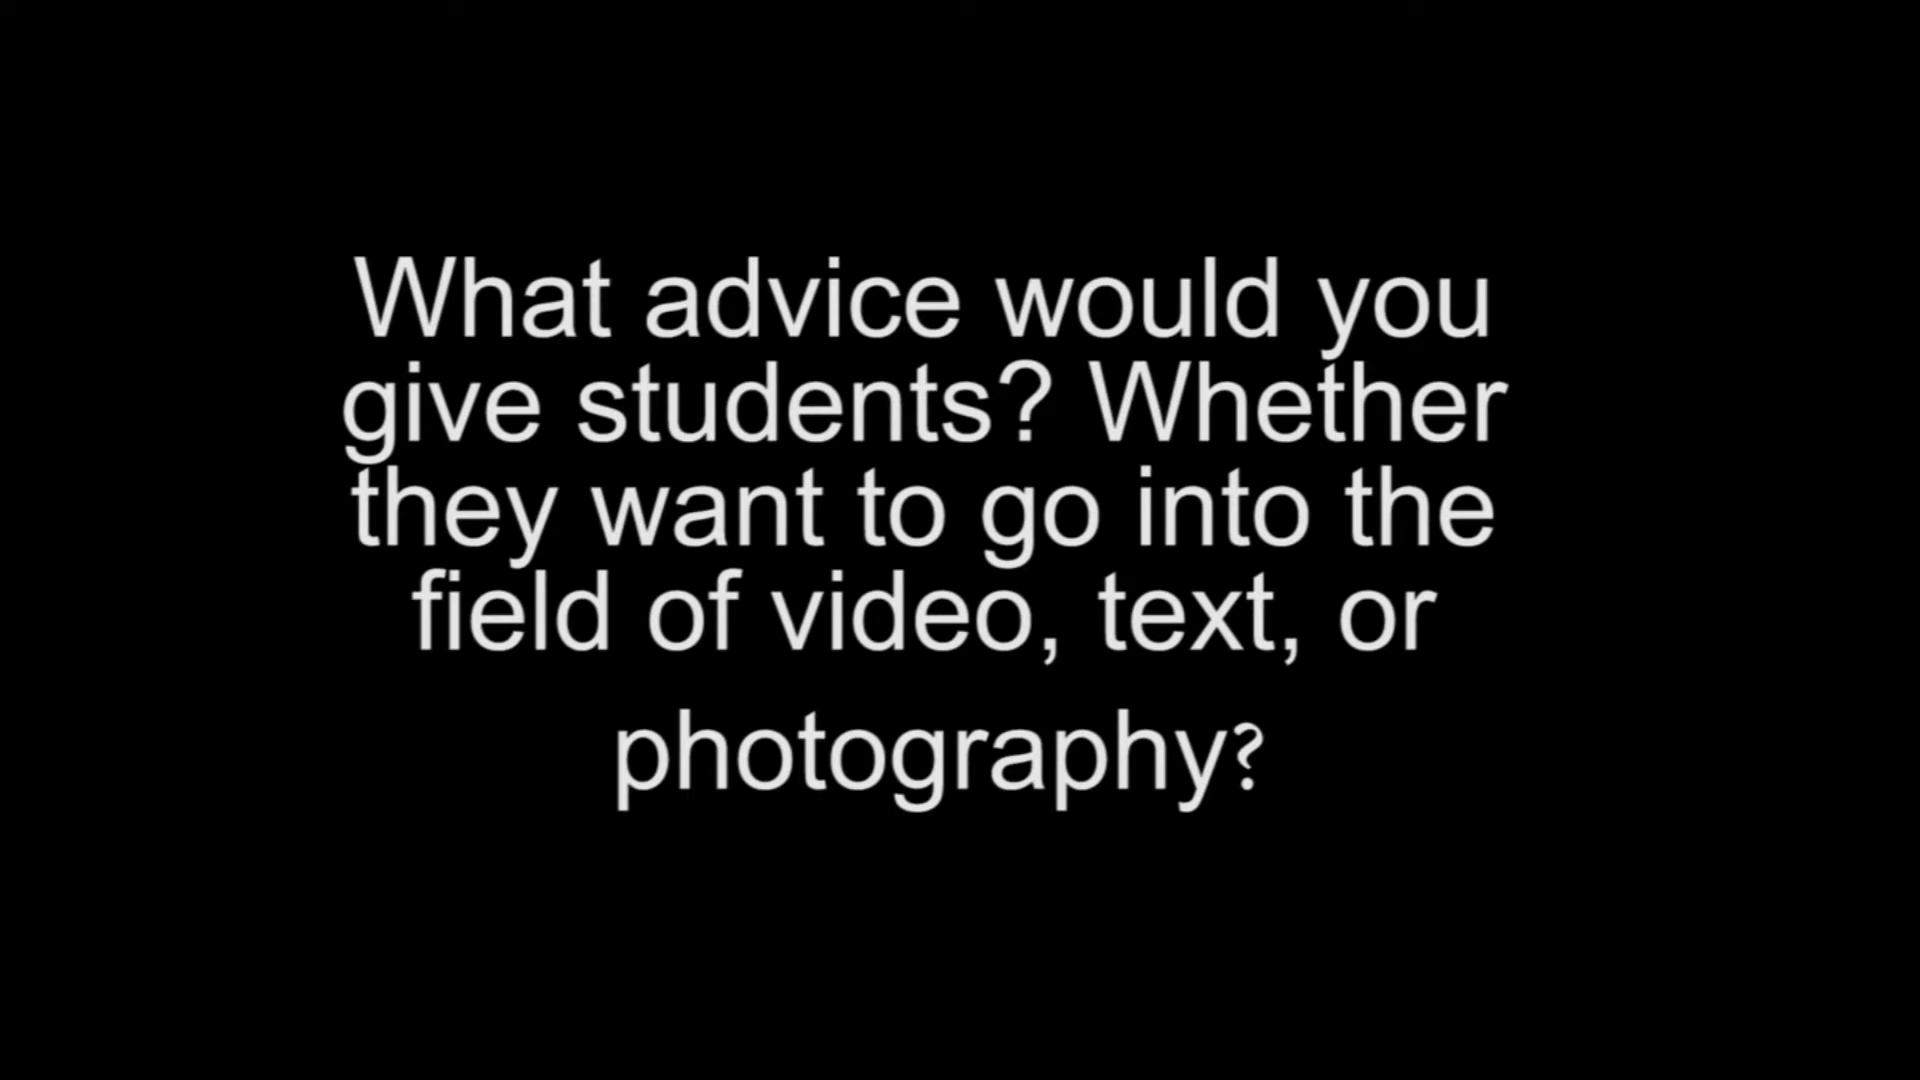 What advice would you
give students? Whether
they want to go into the
field of video, text, or
photography?